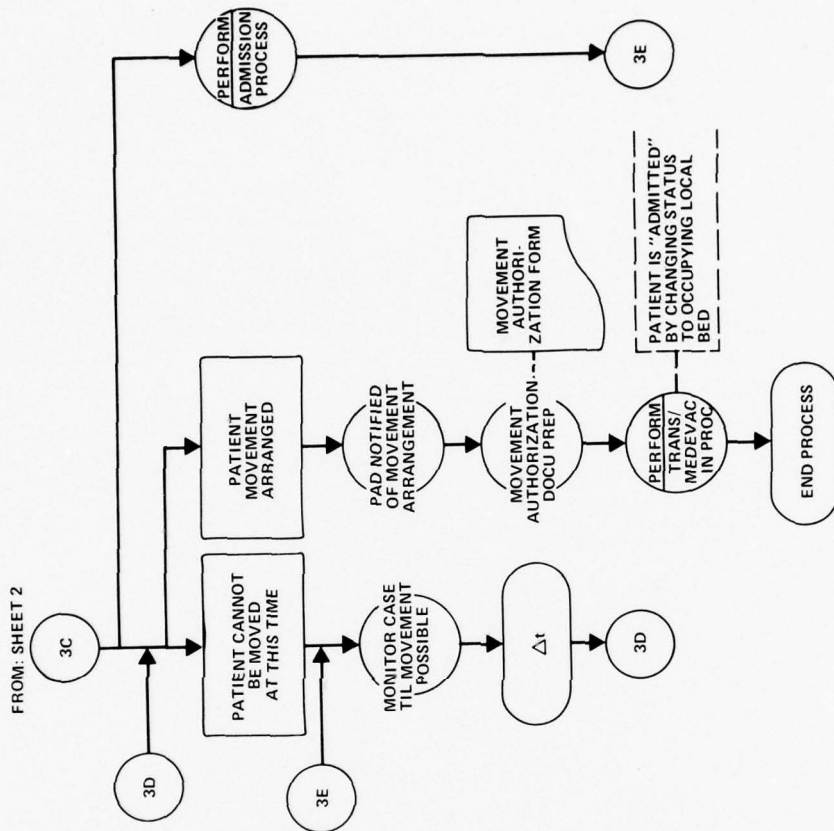 FROM: SHEET 2
3C
3D
PATIENT CANNOT
BE MOVED
AT THIS TIME
3E
MONITOR CASE
TIL MOVEMENT
POSSIBLE
Δt
3D
PATIENT
MOVEMENT
ARRANGED
PAD NOTIFIED
OF MOVEMENT
ARRANGEMENT
MOVEMENT
AUTHORIZATION
DOCU PREP
MOVEMENT
AUTHORI-
ZATION FORM
PERFORM
TRANS/
MEDEVAC
IN PROC
PATIENT IS "ADMITTED"
BY CHANGING STATUS
TO OCCUPYING LOCAL
BED
END PROCESS
PERFORM
ADMISSION
PROCESS
3E